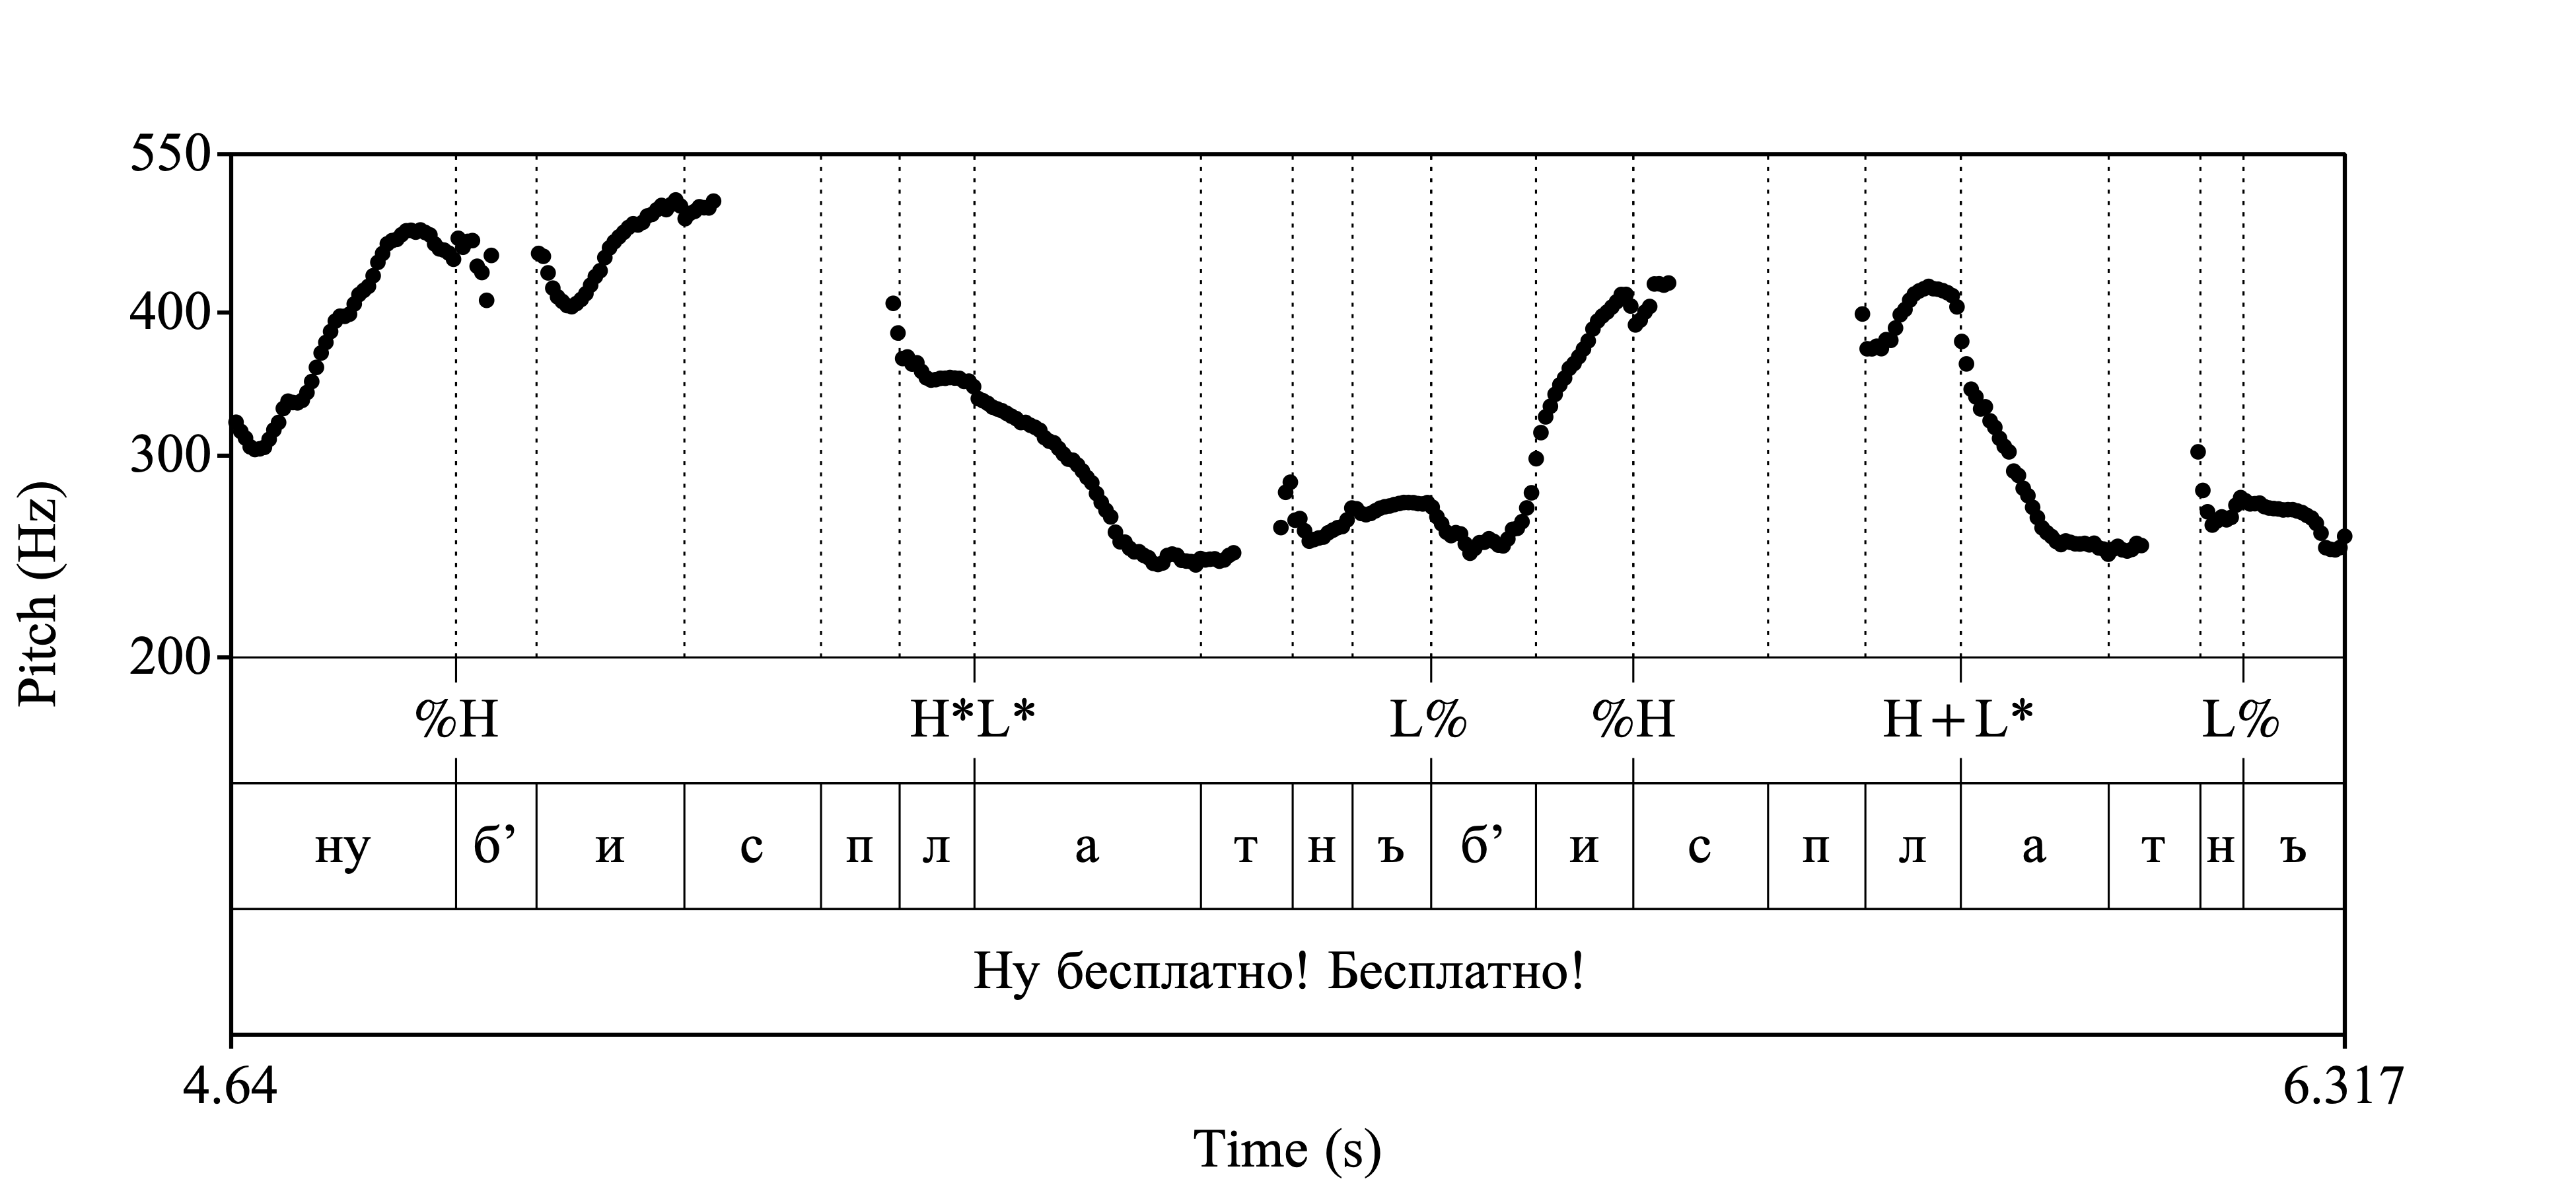 550
400
300
200
Pitch (Hz)
%H H*L* L% %H H+L* L%
ну б’ и с п л а т н ъ б’ и с п л а т н ъ
Ну бесплатно! Бесплатно!
4.64 6.317
Time (s)